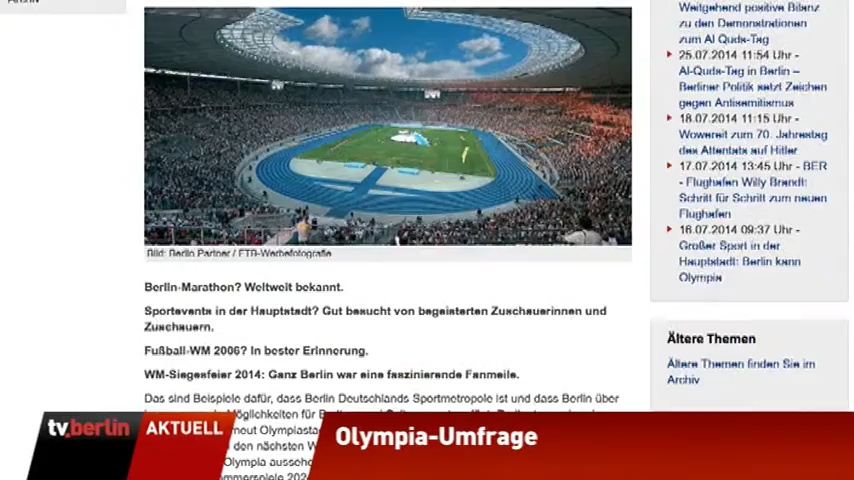 Bild: Berlin Partner / FTB-Werbefotografie
Berlin-Marathon? Weltweit bekannt.
Sportevents in der Hauptstadt? Gut besucht von begeisterten Zuschauerinnen und
Zuschauern.
Fußball-WM 2006? In bester Erinnerung.
WM-Siegesfeier 2014: Ganz Berlin war eine faszinierende Fanmeile.
Das sind Beispiele dafür, dass Berlin Deutschlands Sportmetropole ist und dass Berlin über
Möglichkeiten für
den nächsten
Olympia
Weitgehend positive Bilanz
zu den Demonstrationen
zum Al Quds-Tag
25.07.2014 11:54 Uhr -
Al-Quds-Tag in Berlin –
Berliner Politik setzt Zeichen
gegen Antisemitismus
18.07.2014 11:15 Uhr -
Wowereit zum 70. Jahrestag
des Attentats auf Hitler
17.07.2014 13:45 Uhr - BER
- Flughafen Willy Brandt:
Schritt für Schritt zum neuen
Flughafen
16.07.2014 09:37 Uhr -
Großer Sport in der
Hauptstadt: Berlin kann
Olympia
Ältere Themen
Ältere Themen finden Sie im
Archiv
tv.berlin AKTUELL
Olympia-Umfrage